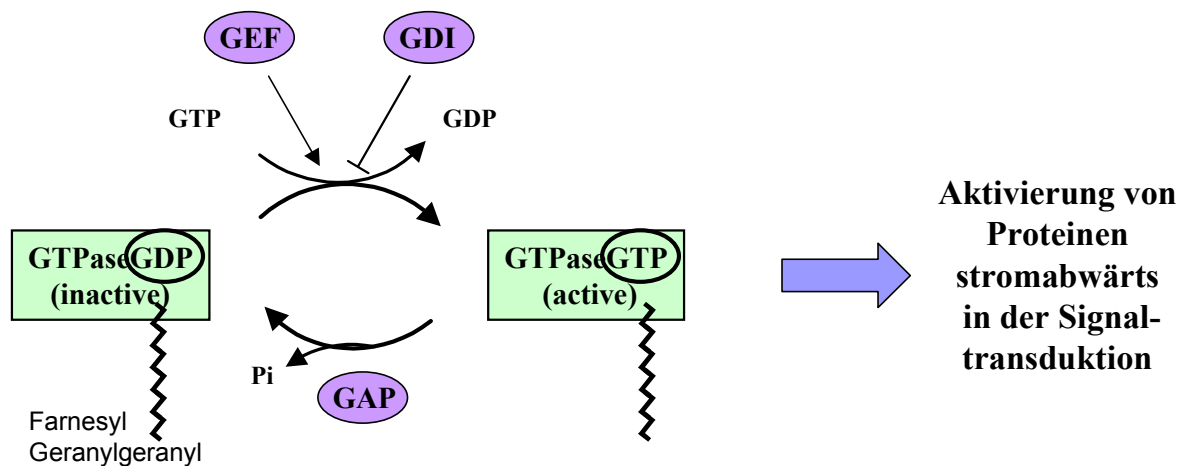 GEF
GDI
GTP
GDP
GTPase GDP
(inactive)
GTPase GTP
(active)
Pi
GAP
Farnesyl
Geranylgeranyl
Aktivierung von
Proteinen
stromabwärts
in der Signal-
transduktion